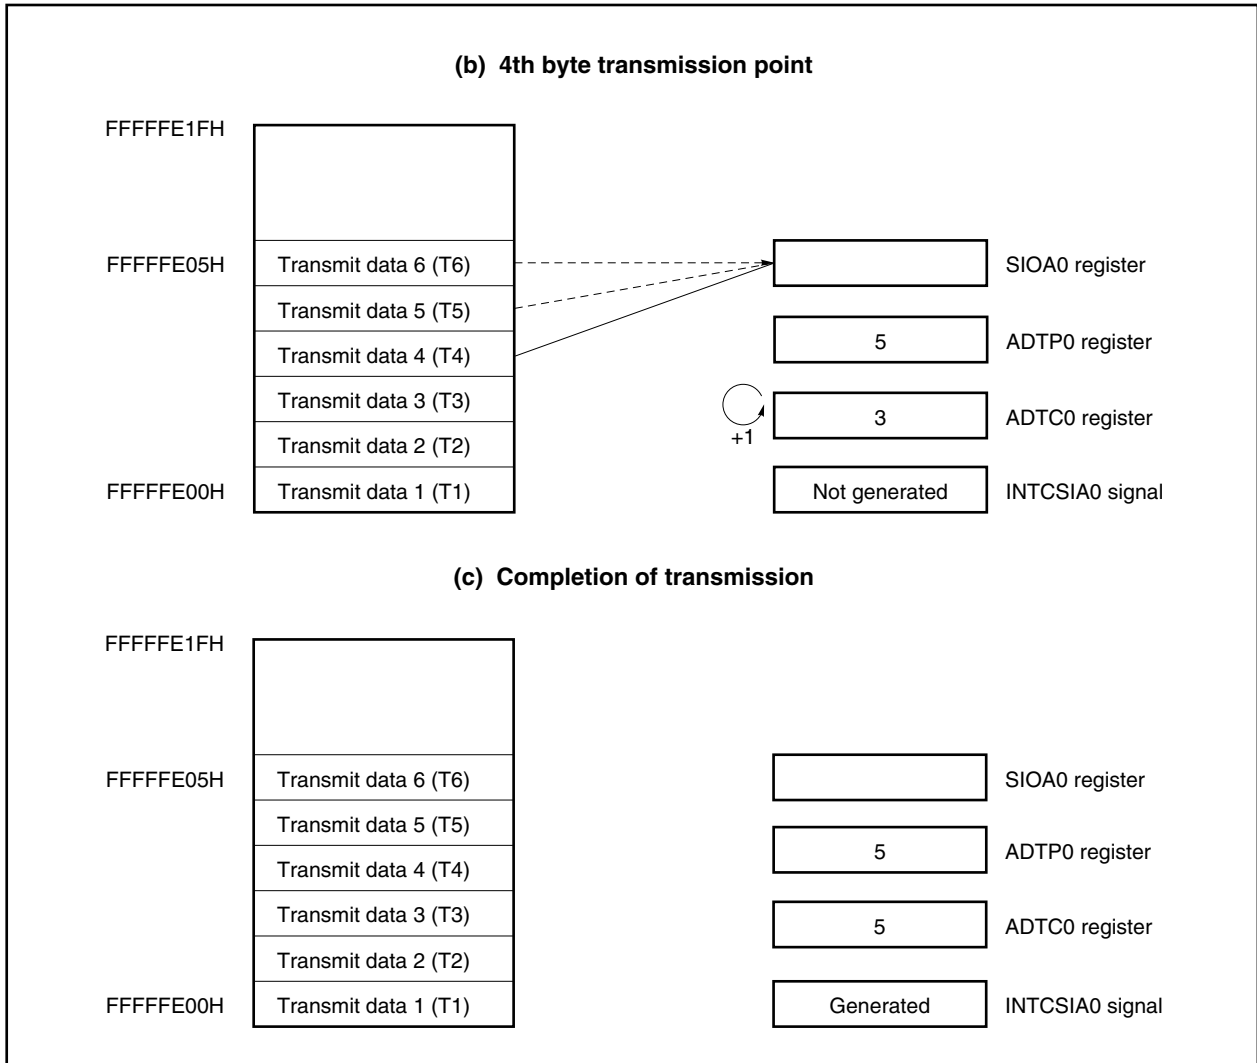 (b) 4th byte transmission point
FFFFFE1FH
FFFFFE05H Transmit data 6 (T6) SIOA0 register
Transmit data 5 (T5)
5 ADTP0 register
Transmit data 4 (T4)
Transmit data 3 (T3)
3 ADTC0 register
+1
Transmit data 2 (T2)
FFFFFE00H Transmit data 1 (T1) Not generated INTCSIA0 signal
(c) Completion of transmission
FFFFFE1FH
FFFFFE05H Transmit data 6 (T6) SIOA0 register
Transmit data 5 (T5)
5 ADTP0 register
Transmit data 4 (T4)
Transmit data 3 (T3)
5 ADTC0 register
Transmit data 2 (T2)
FFFFFE00H Transmit data 1 (T1) Generated INTCSIA0 signal